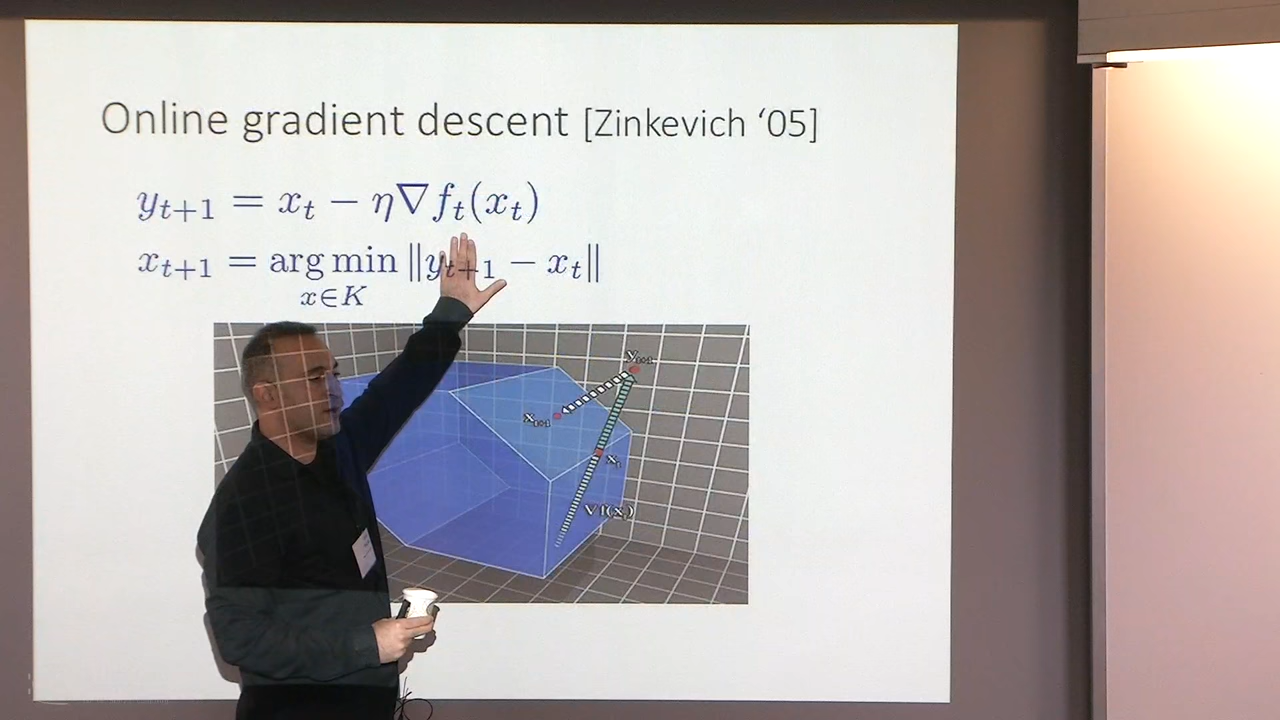 Online gradient descent [Zinkevich ‘05]
y_{t+1} = x_t − η∇f_t(x_t)
x_{t+1} = arg min ‖y_{t+1} − x_t‖
x∈K
y_{t+1}
x_{t+1}
x_t
∇f(x_t)